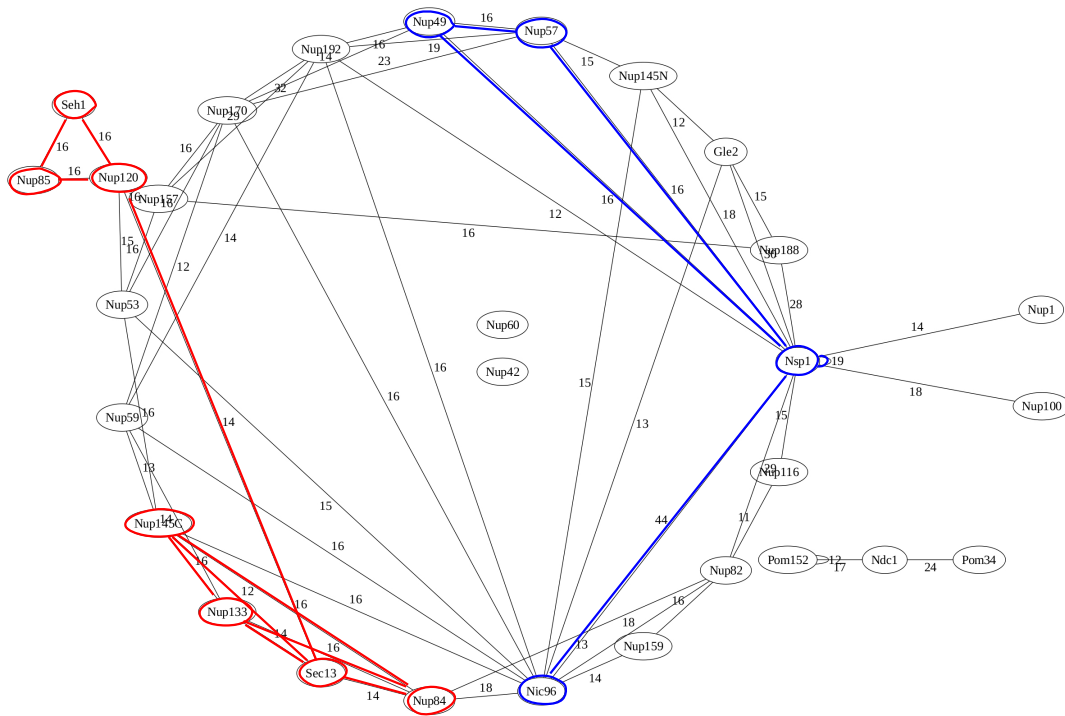 Nup49
16
Nup57
Nup192
16
14
19
23
15
Nup145N
Seh1
32
Nup170
29
12
Gle2
16
16
16
16
Nup85
Nup120
16
Nup157
16
16
16
15
14
12
18
15
Nup188
30
15
16
16
14
12
28
Nup53
Nup60
Nup1
14
Nsp1
19
Nup42
18
Nup100
Nup59
16
14
16
15
13
15
13
29
Nup116
Nup145C
14
15
44
11
16
16
Pom152
12
17
Ndc1
24
Pom34
Nup82
12
16
16
16
Nup133
18
14
13
Nup159
16
Sec13
14
14
18
Nup84
Nic96